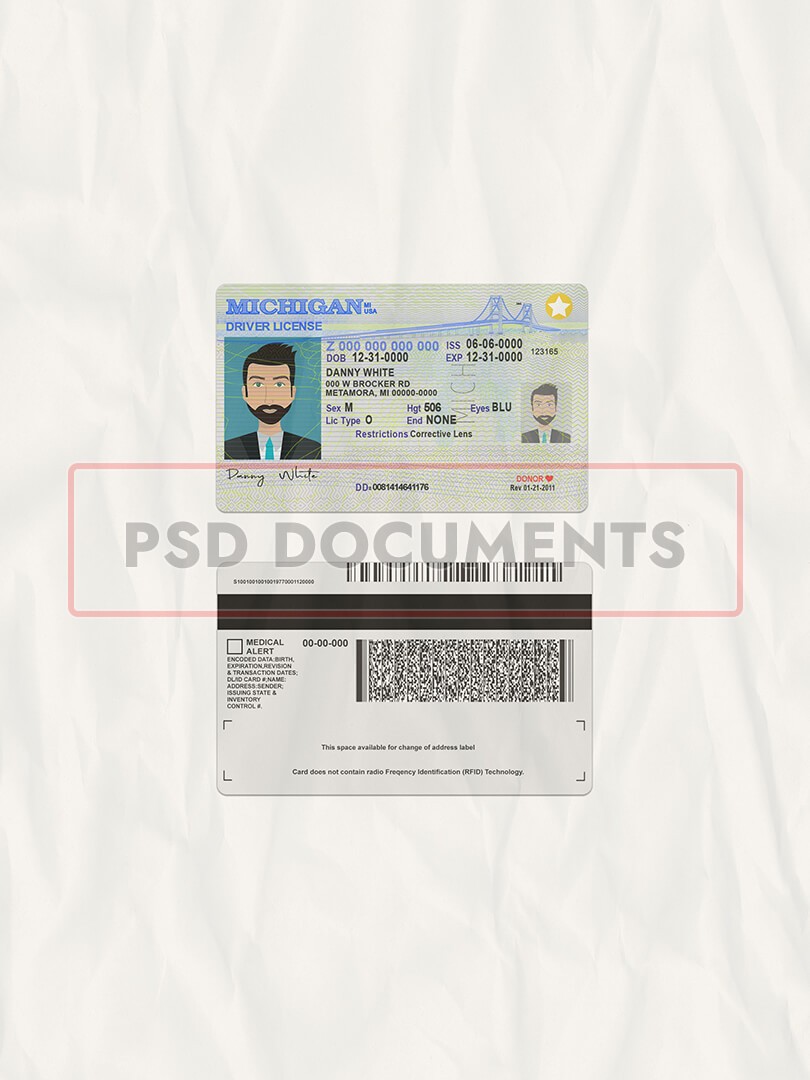 MICHIGAN MI USA
DRIVER LICENSE
Z 000 000 000 000 ISS 06-06-0000
DOB 12-31-0000 EXP 12-31-0000 123165
DANNY WHITE
000 W BROCKER RD
METAMORA, MI 00000-0000
Sex M Hgt 506 Eyes BLU
Lic Type O End NONE
Restrictions Corrective Lens
MICH
Danny White
DONOR
DD:0081414641176 Rev 01-21-2011
PSD DOCUMENTS
S1001001001001977000112000
MEDICAL 00-00-000
ALERT
ENCODED DATA:BIRTH,
EXPIRATION,REVISION
& TRANSACTION DATES;
DL/ID CARD #,NAME:
ADDRESS:SENDER;
ISSUING STATE &
INVENTORY
CONTROL #.
This space available for change of address label
Card does not contain radio Freqency Identification (RFID) Technology.